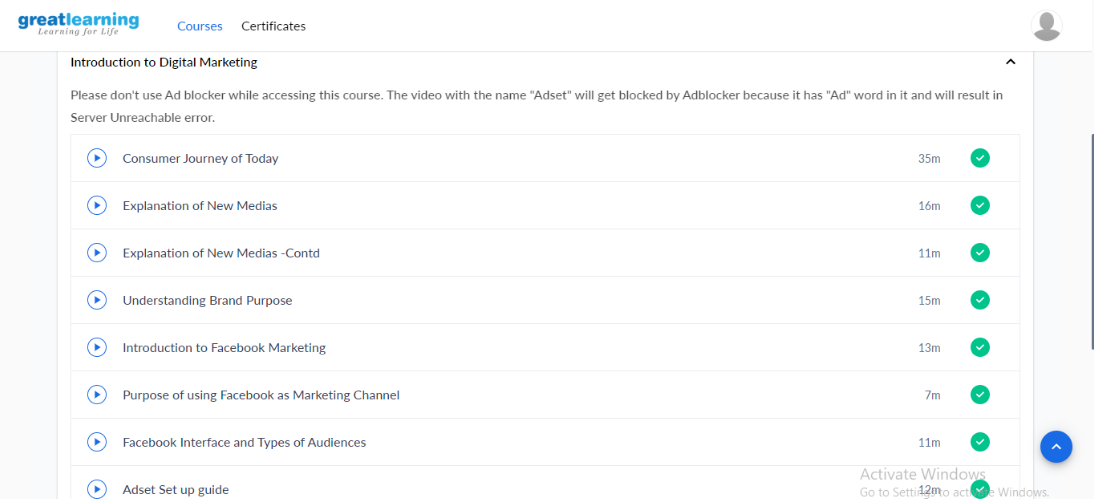 greatlearning
Learning for Life
Courses
Certificates
Introduction to Digital Marketing
Please don't use Ad blocker while accessing this course. The video with the name "Adset" will get blocked by Adblocker because it has "Ad" word in it and will result in
Server Unreachable error.
Consumer Journey of Today 35m
Explanation of New Medias 16m
Explanation of New Medias -Contd 11m
Understanding Brand Purpose 15m
Introduction to Facebook Marketing 13m
Purpose of using Facebook as Marketing Channel 7m
Facebook Interface and Types of Audiences 11m
Activate Windows
Adset Set up guide 12m
Go to Settings to activate Windows.